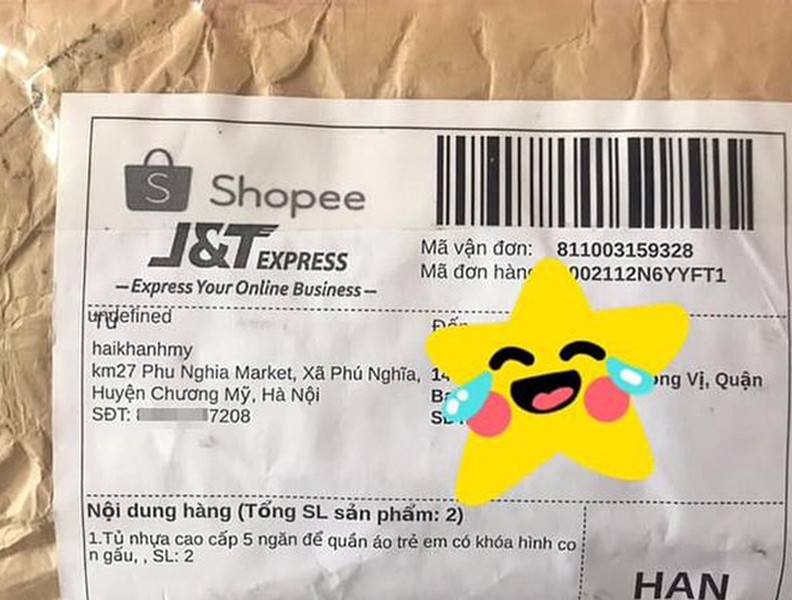 Shopee
J&T EXPRESS
—Express Your Online Business—
Mã vận đơn: 811003159328
Mã đơn hàng 002112N6YYFT1
undefined
Từ
haikhanhmy
km27 Phu Nghia Market, Xã Phú Nghĩa,
Huyện Chương Mỹ, Hà Nội
SĐT: 7208
Đến
Vị, Quận
Nội dung hàng (Tổng SL sản phẩm: 2)
1.Tủ nhựa cao cấp 5 ngăn để quần áo trẻ em có khóa hình co
n gấu, , SL: 2
HAN